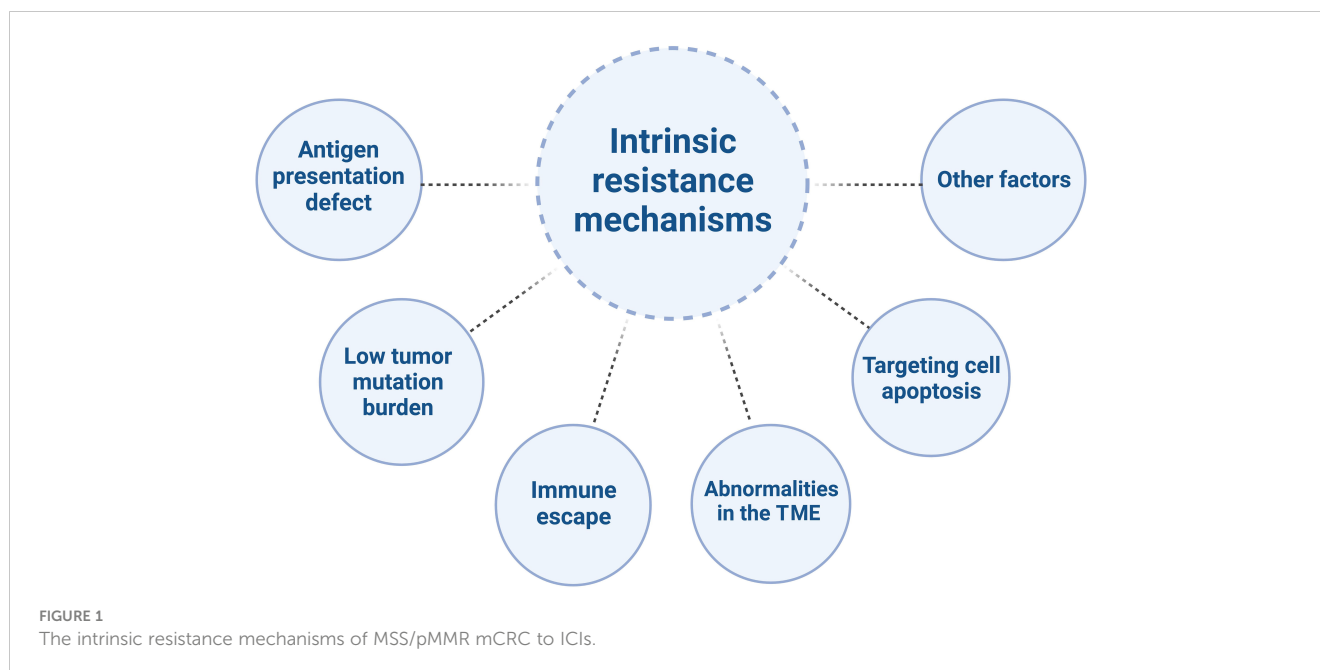 Intrinsic
resistance
mechanisms
Antigen
presentation
defect
Other factors
Low tumor
mutation
burden
Targeting cell
apoptosis
Immune
escape
Abnormalities
in the TME
FIGURE 1
The intrinsic resistance mechanisms of MSS/pMMR mCRC to ICIs.